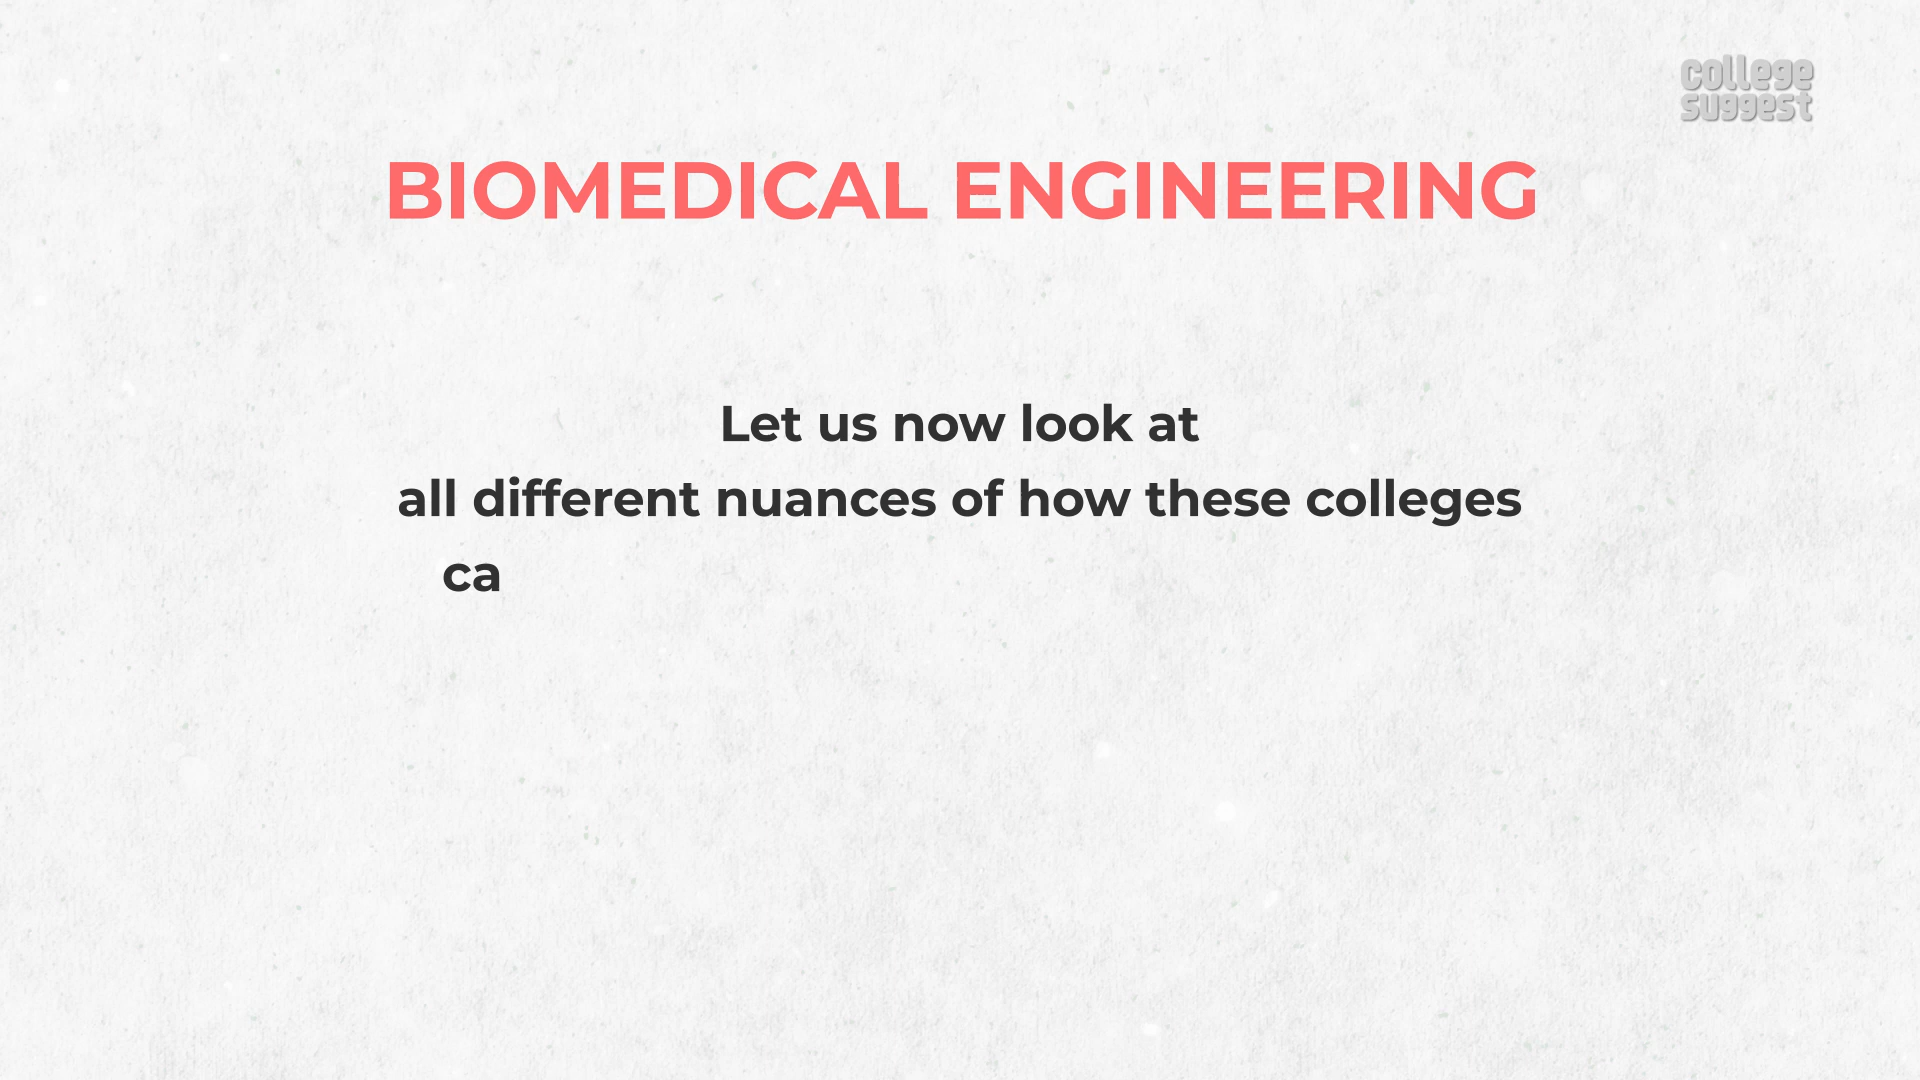 college
suggest
BIOMEDICAL ENGINEERING
Let us now look at
all different nuances of how these colleges
ca